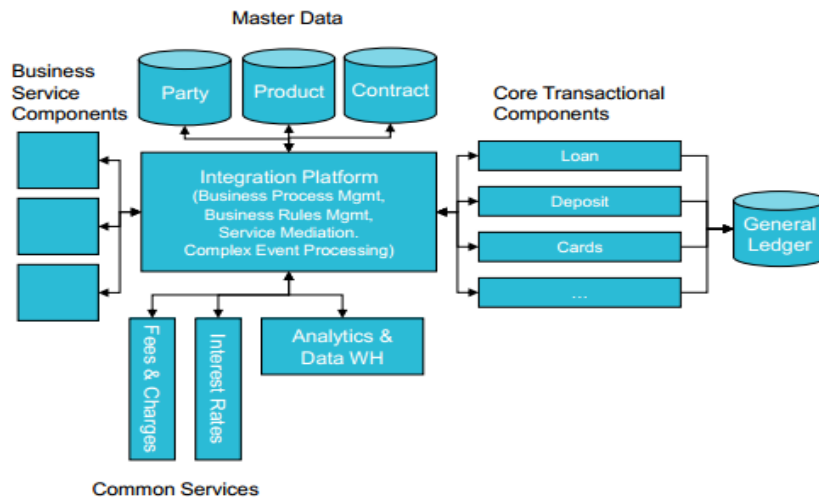 Master Data
Business
Service
Components
Party
Product
Contract
Core Transactional
Components
Integration Platform
(Business Process Mgmt,
Business Rules Mgmt,
Service Mediation.
Complex Event Processing)
Loan
Deposit
Cards
...
General
Ledger
Fees & Charges
Interest Rates
Analytics &
Data WH
Common Services